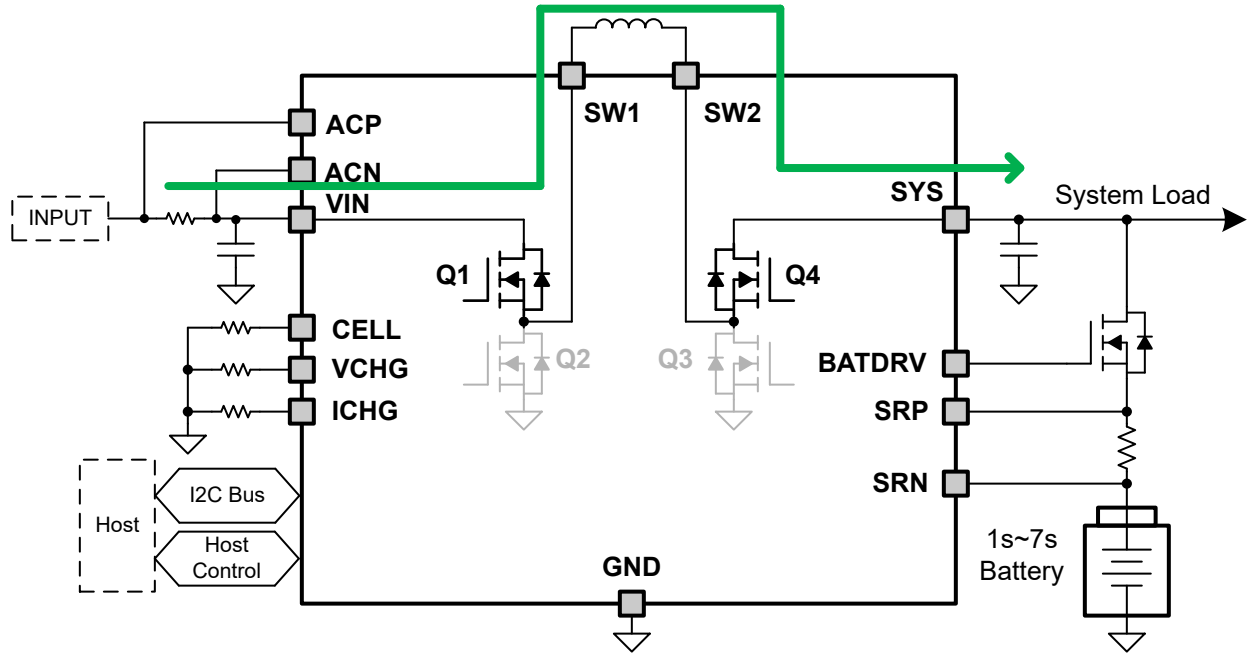 SW1
SW2
ACP
ACN
VIN
INPUT
SYS
System Load
Q1
Q4
Q2
Q3
CELL
VCHG
ICHG
BATDRV
SRP
SRN
Host
I2C Bus
Host
Control
GND
1s~7s
Battery